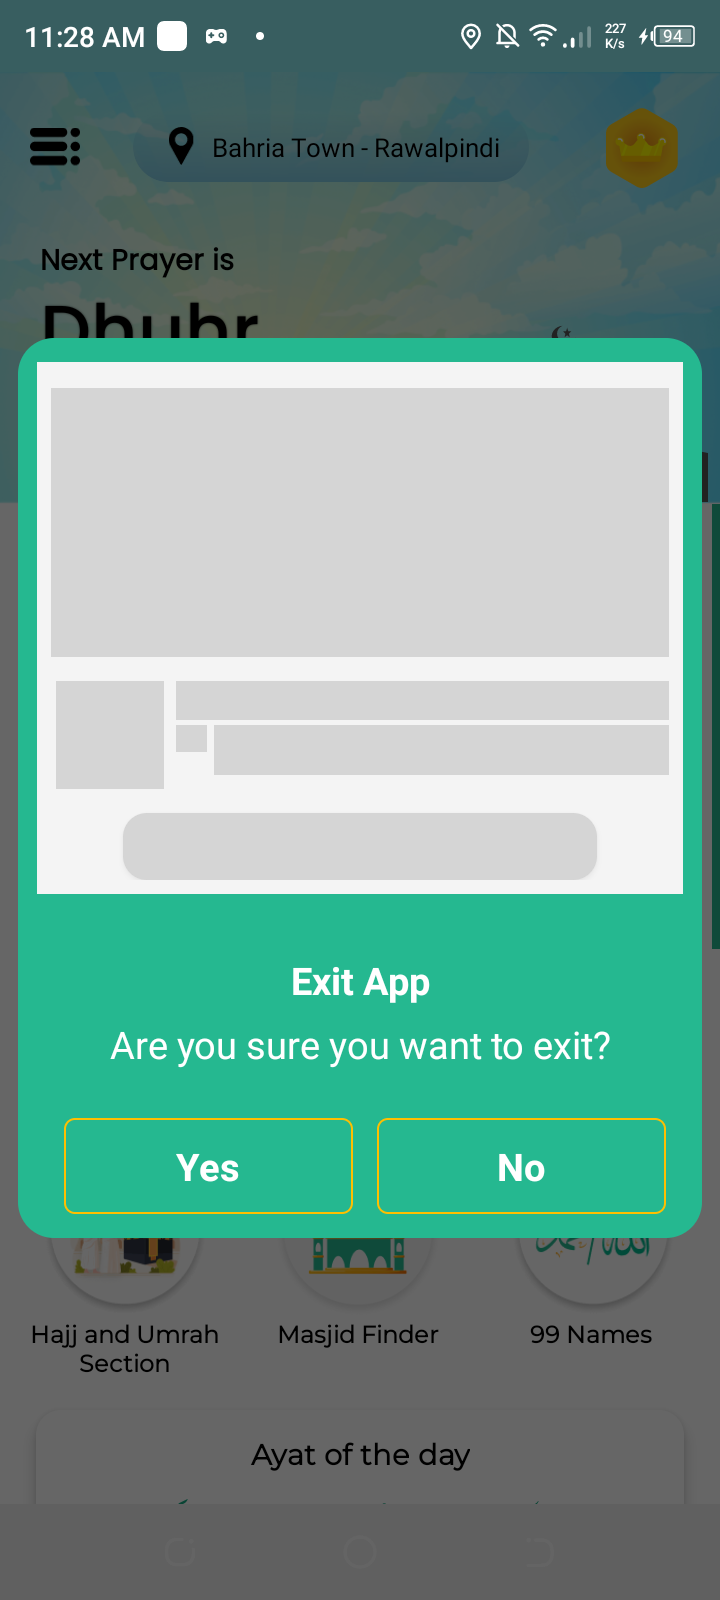 11:28 AM
227
K/s
94
Bahria Town - Rawalpindi
Next Prayer is
Dhuhr
Exit App
Are you sure you want to exit?
Yes
No
Hajj and Umrah
Section
Masjid Finder
99 Names
Ayat of the day